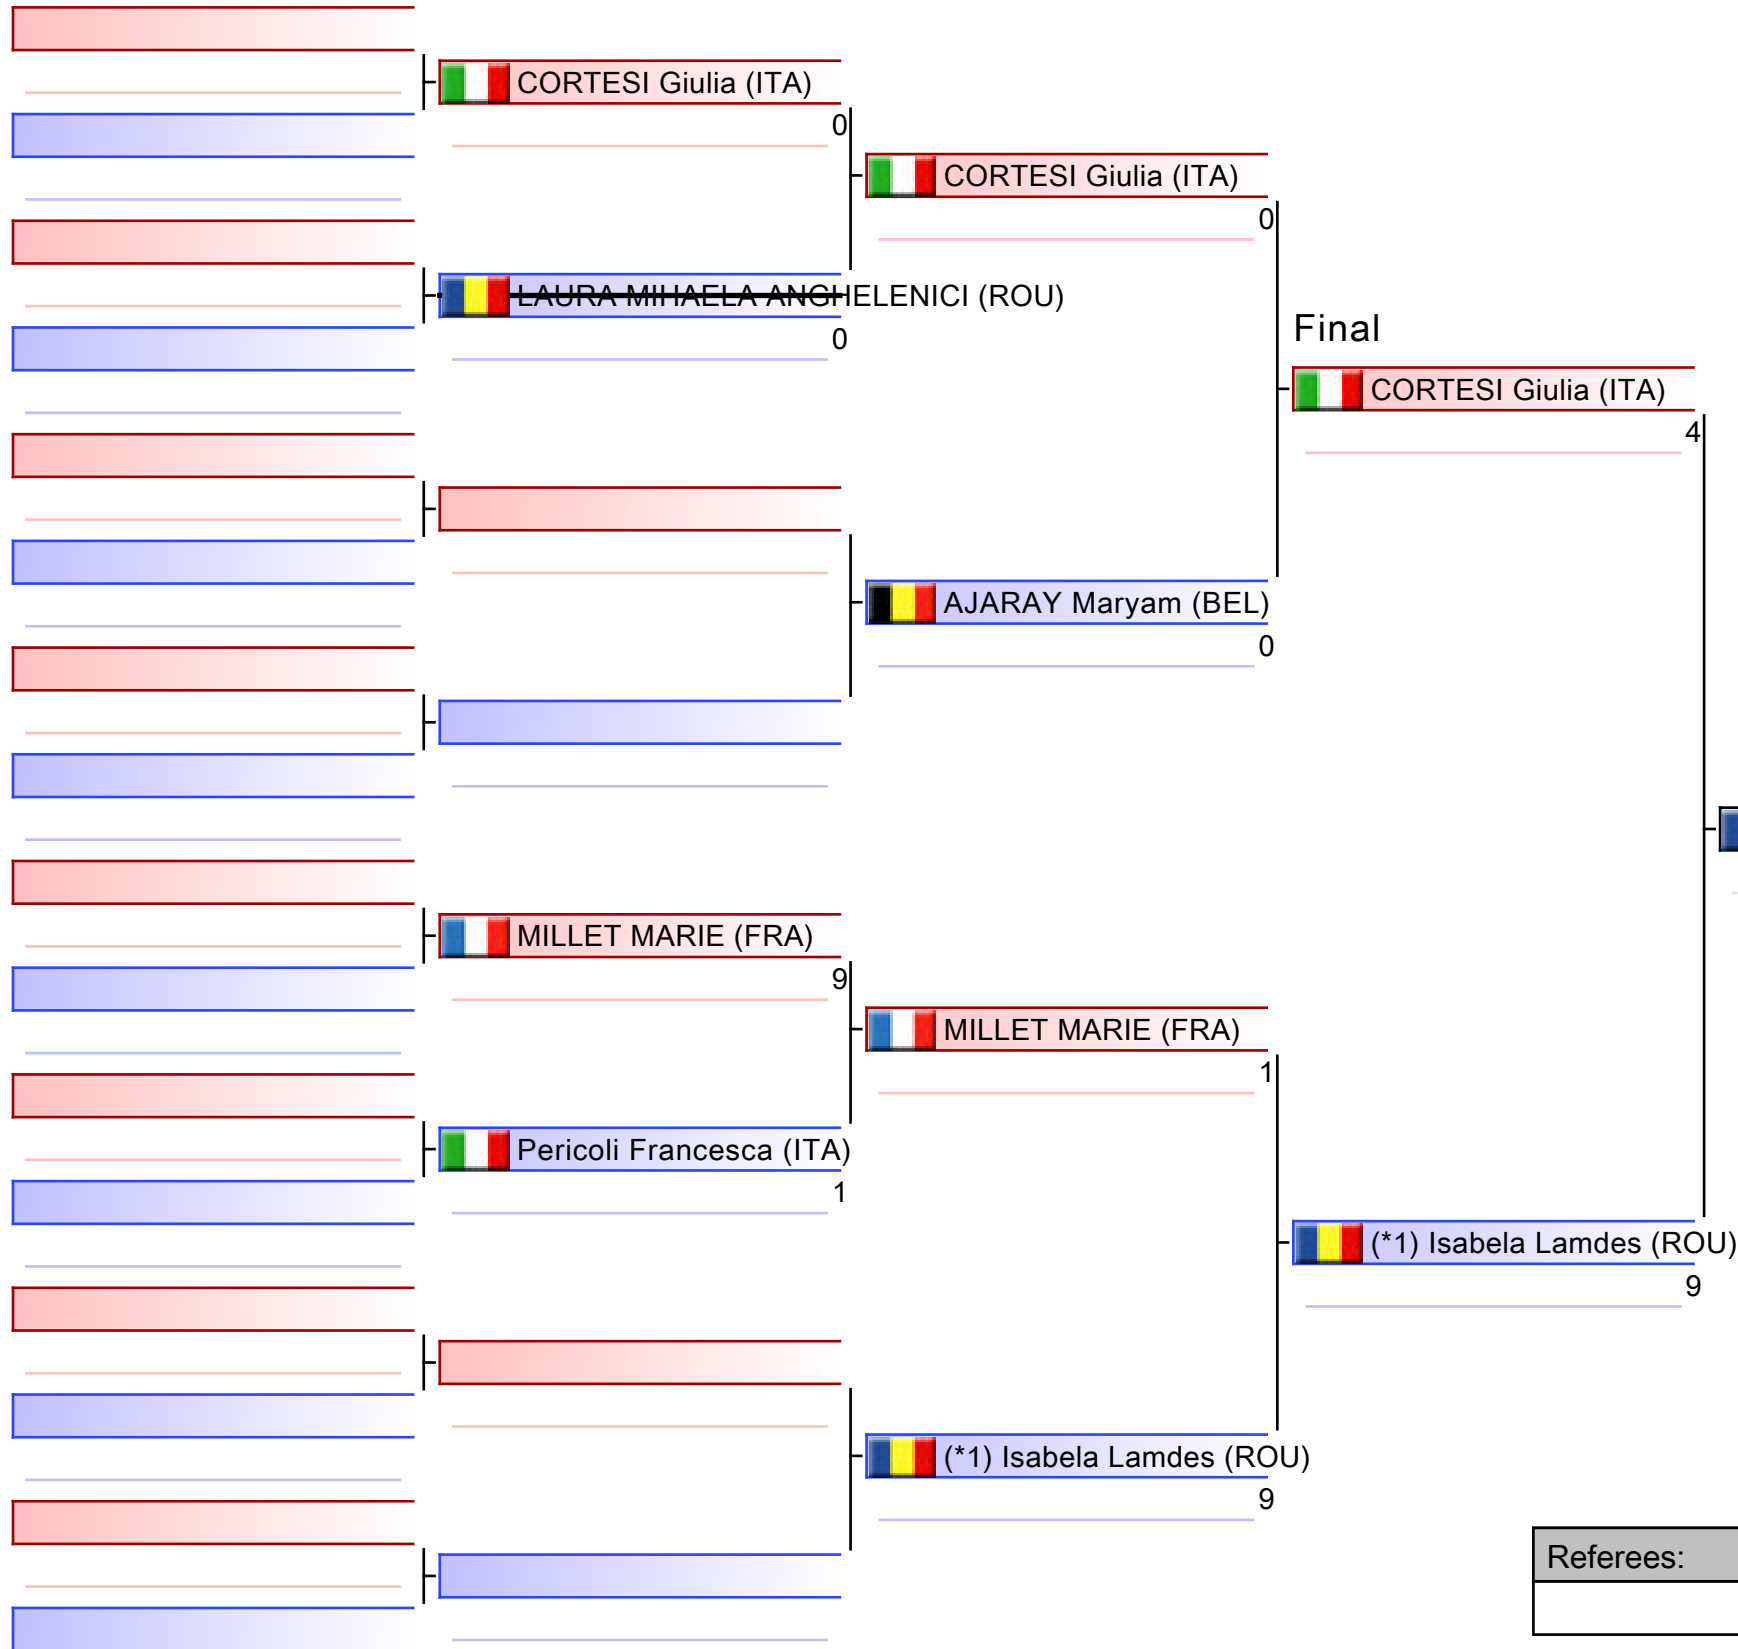 CORTESI Giulia (ITA)
0
CORTESI Giulia (ITA)
0
LAURA MIHAELA ANGHELENICI (ROU)
0
Final
CORTESI Giulia (ITA)
4
AJARAY Maryam (BEL)
0
MILLET MARIE (FRA)
9
MILLET MARIE (FRA)
1
Pericoli Francesca (ITA)
1
(*1) Isabela Lamdes (ROU)
9
(*1) Isabela Lamdes (ROU)
9
Referees: